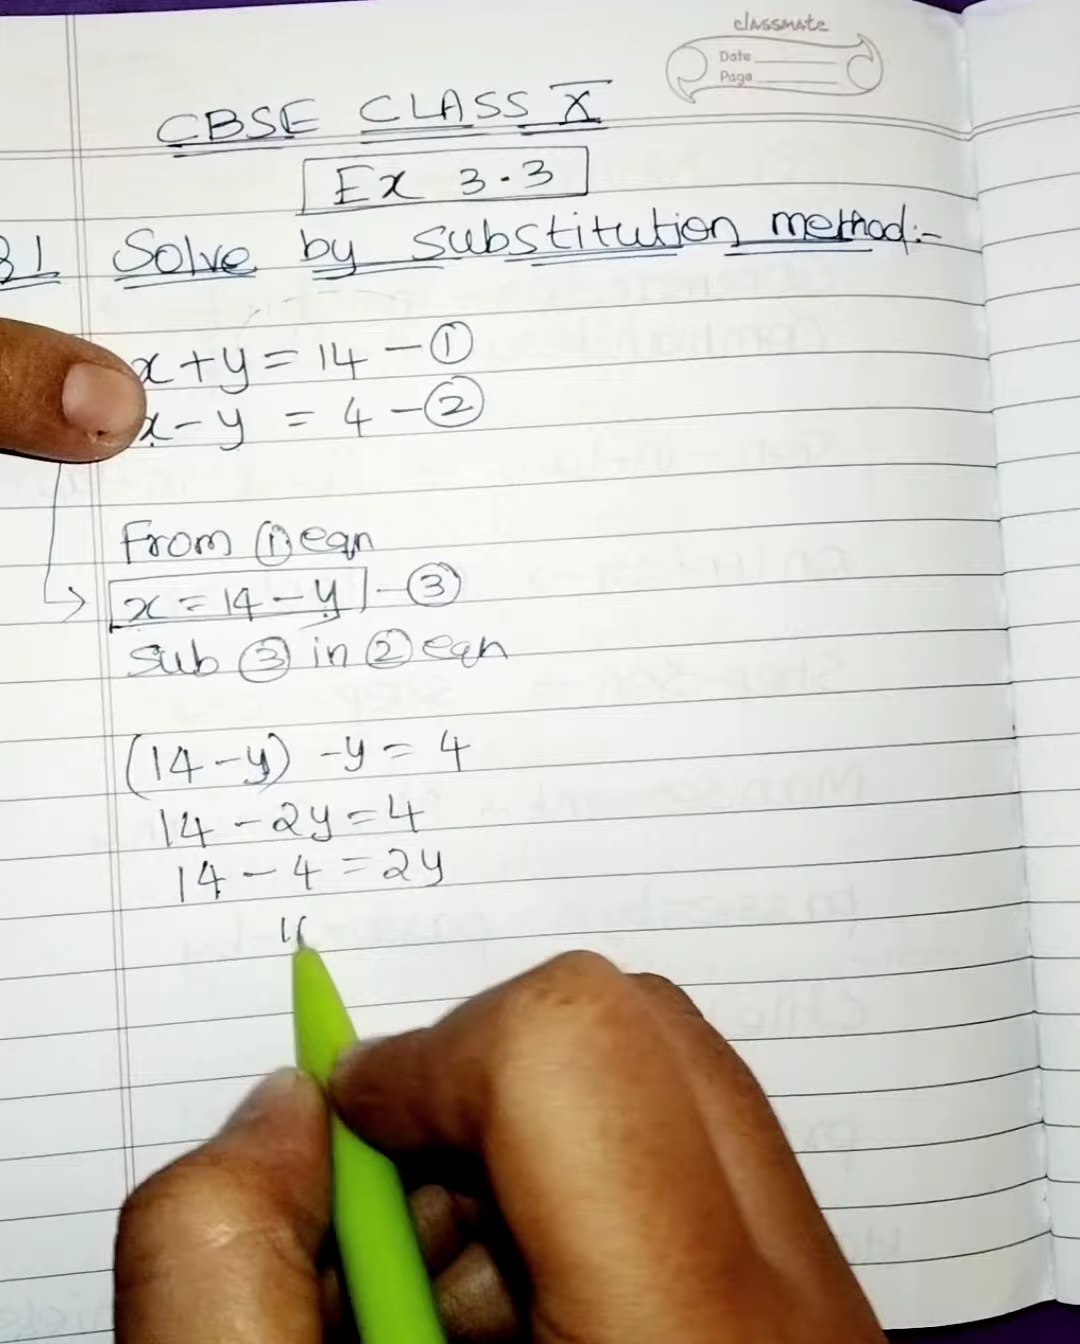 classmate
Date
Page
CBSE CLASS X
Ex 3.3
Q1 Solve by substitution method:-
x + y = 14 - ①
x - y = 4 - ②
From ① eqn
x = 14 - y - ③
Sub ③ in ② eqn
(14 - y) - y = 4
14 - 2y = 4
14 - 4 = 2y